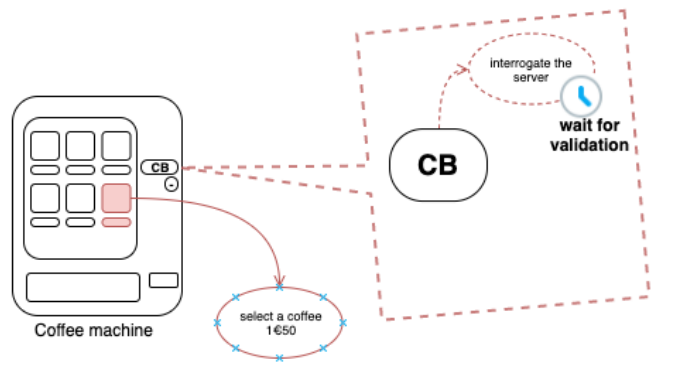 interrogate the
server
wait for
validation
CB
CB
-
select a coffee
1€50
Coffee machine